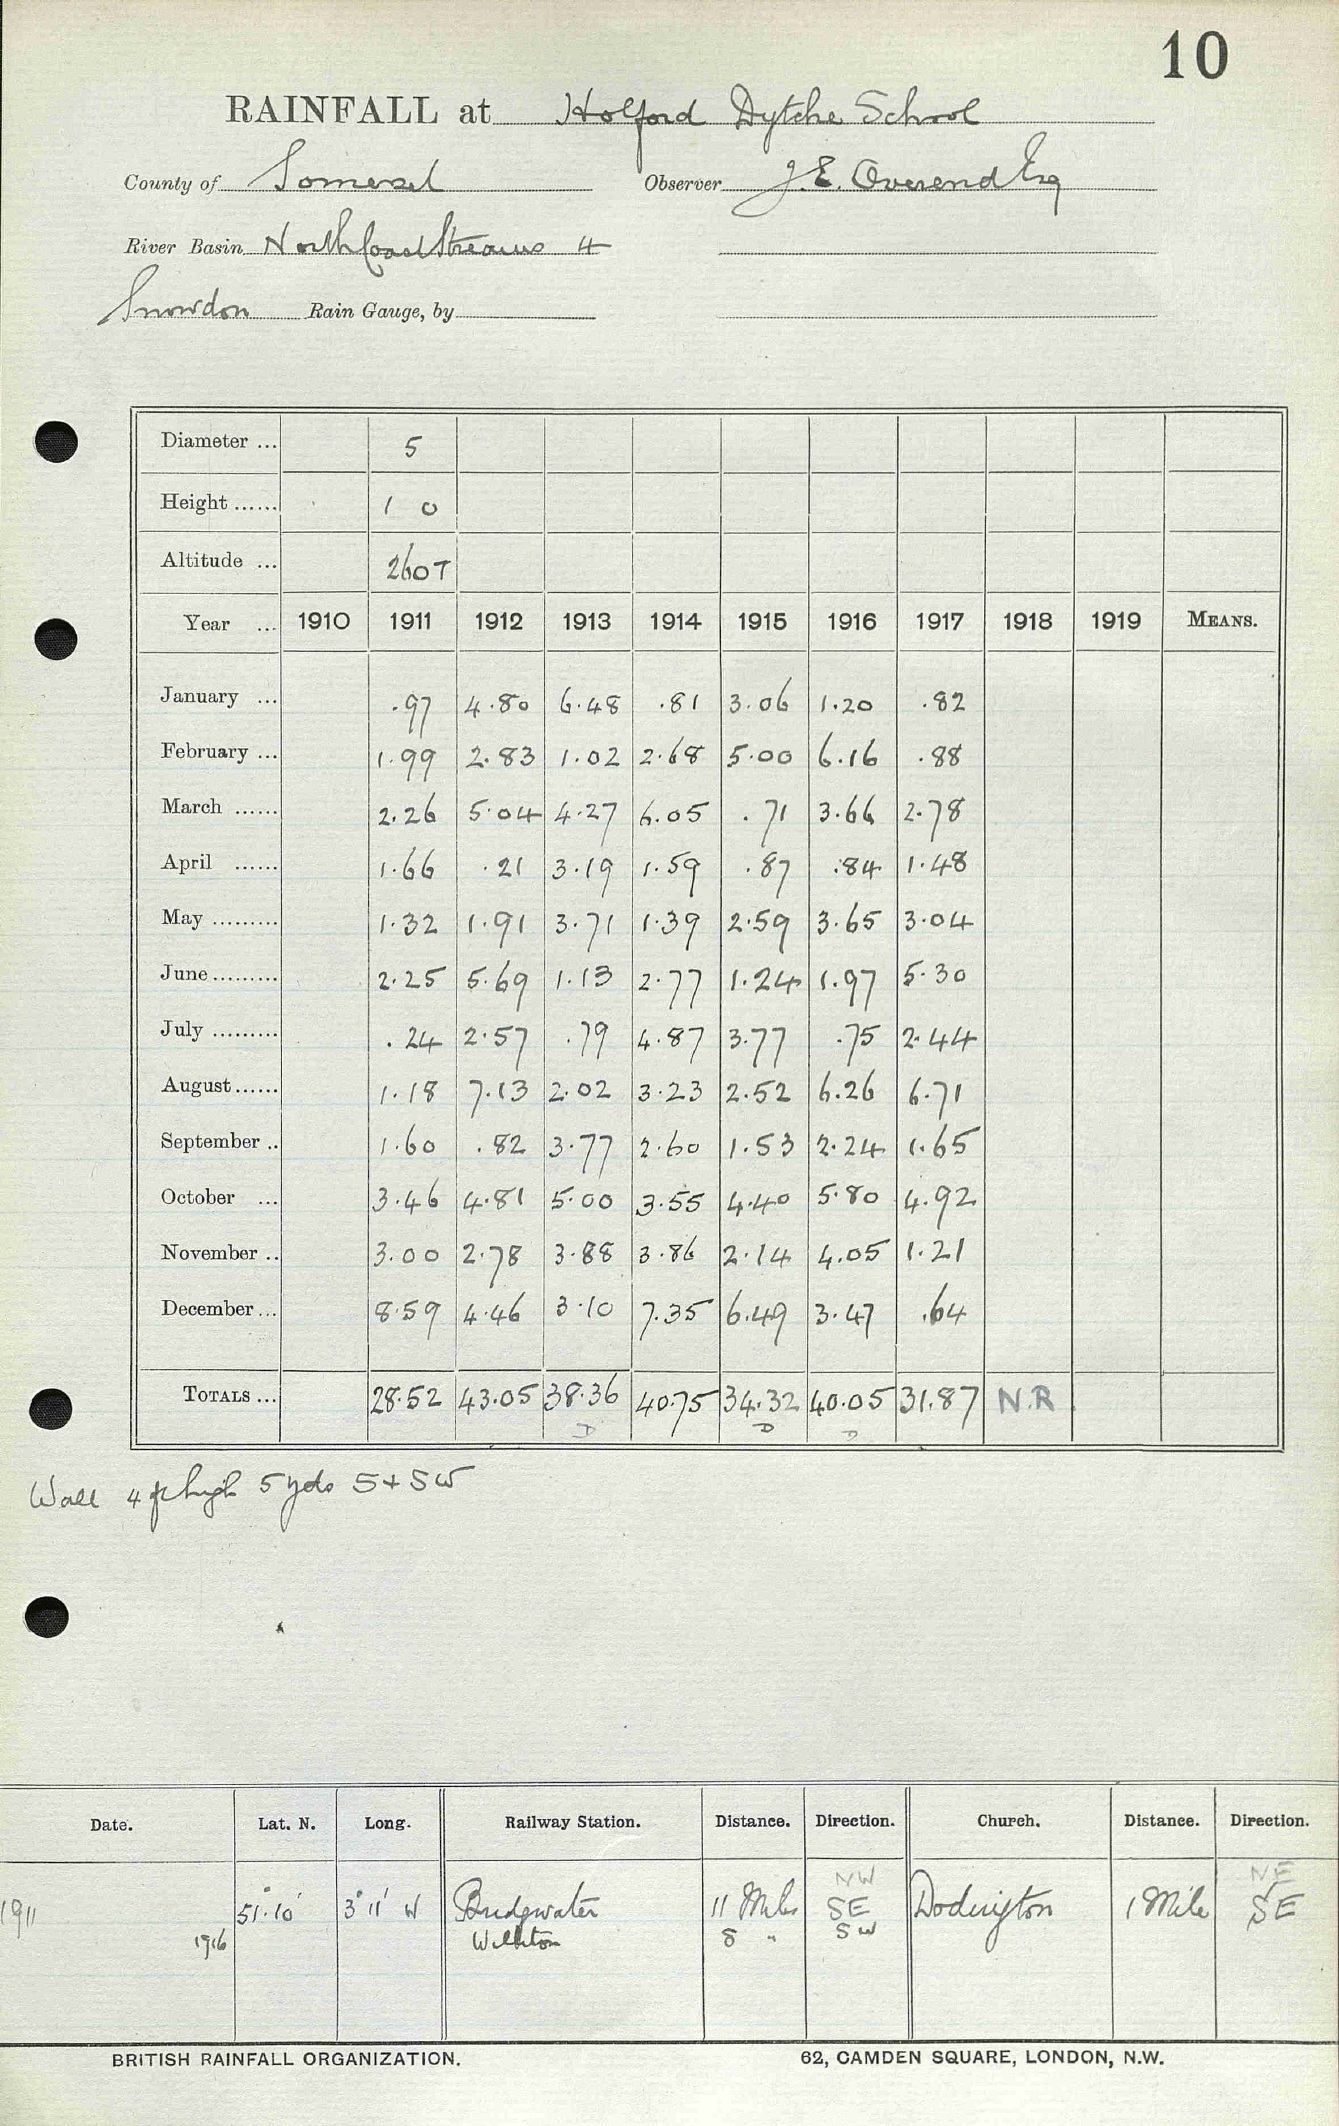 10
RAINFALL at Holford Dytche School
County of Somerset Observer J. E. Overend Esq
River Basin North Coast Streams 4
Snowdon Rain Gauge, by
Diameter ... 5
Height ...... 1 0
Altitude ... 260T
Year ... 1910 1911 1912 1913 1914 1915 1916 1917 1918 1919 MEANS.
January ... .97 4.80 6.48 .81 3.06 1.20 .82
February ... 1.99 2.83 1.02 2.68 5.00 6.16 .88
March ...... 2.26 5.04 4.27 6.05 .71 3.66 2.78
April ...... 1.66 .21 3.19 1.59 .87 .84 1.48
May ......... 1.32 1.91 3.71 1.39 2.59 3.65 3.04
June ......... 2.25 5.69 1.13 2.77 1.24 1.97 5.30
July ......... .24 2.57 .79 4.87 3.77 .75 2.44
August ...... 1.18 7.13 2.02 3.23 2.52 6.26 6.71
September .. 1.60 .82 3.77 2.60 1.53 2.24 1.65
October ... 3.46 4.81 5.00 3.55 4.40 5.80 4.92
November .. 3.00 2.78 3.88 3.86 2.14 4.05 1.21
December ... 8.59 4.46 3.10 7.35 6.49 3.47 .64
TOTALS ... 28.52 43.05 38.36 40.75 34.32 40.05 31.87 N.R
D D D
Wall 4 ft high 5 yds S + SW
Date. Lat. N. Long. Railway Station. Distance. Direction. Church. Distance. Direction.
NW NE
1911 51° 10' 3° 11' W Bridgwater 11 Miles SE Dodington 1 Mile SE
1916 Williton 8 " SW
BRITISH RAINFALL ORGANIZATION. 62, CAMDEN SQUARE, LONDON, N.W.